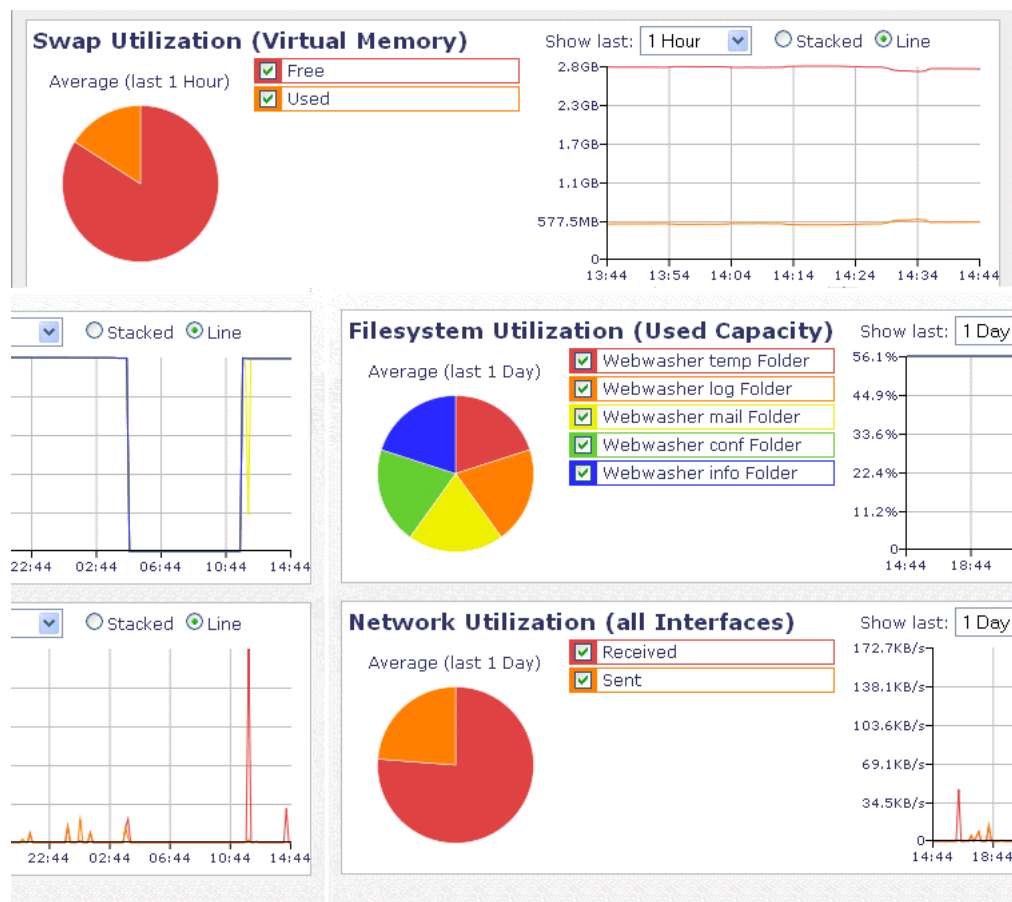 Swap Utilization (Virtual Memory)
Show last: 1 Hour Stacked Line
Average (last 1 Hour)
Free
Used
2.8GB
2.3GB
1.7GB
1.1GB
577.5MB
0
13:44 13:54 14:04 14:14 14:24 14:34 14:44
Stacked Line
22:44 02:44 06:44 10:44 14:44
Filesystem Utilization (Used Capacity)
Show last: 1 Day
Average (last 1 Day)
Webwasher temp Folder
Webwasher log Folder
Webwasher mail Folder
Webwasher conf Folder
Webwasher info Folder
56.1%
44.9%
33.6%
22.4%
11.2%
0
14:44 18:44
Stacked Line
22:44 02:44 06:44 10:44 14:44
Network Utilization (all Interfaces)
Show last: 1 Day
Average (last 1 Day)
Received
Sent
172.7KB/s
138.1KB/s
103.6KB/s
69.1KB/s
34.5KB/s
0
14:44 18:44